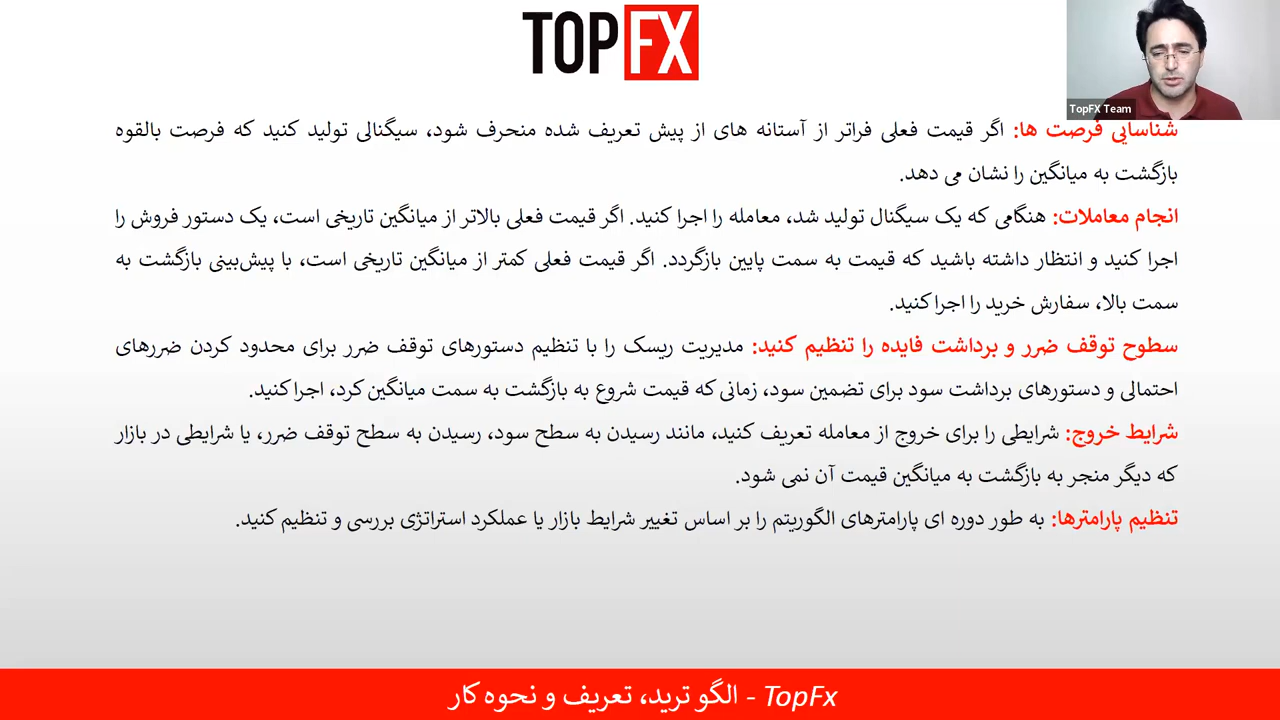 TOPFX
TopFX Team
شناسایی فرصت ها: اگر قیمت فعلی فراتر از آستانه های از پیش تعریف شده منحرف شود، سیگنالی تولید کنید که فرصت بالقوه
بازگشت به میانگین را نشان می دهد.
انجام معاملات: هنگامی که یک سیگنال تولید شد، معامله را اجرا کنید. اگر قیمت فعلی بالاتر از میانگین تاریخی است، یک دستور فروش را
اجرا کنید و انتظار داشته باشید که قیمت به سمت پایین بازگردد. اگر قیمت فعلی کمتر از میانگین تاریخی است، با پیش‌بینی بازگشت به
سمت بالا، سفارش خرید را اجرا کنید.
سطوح توقف ضرر و برداشت فایده را تنظیم کنید: مدیریت ریسک را با تنظیم دستورهای توقف ضرر برای محدود کردن ضررهای
احتمالی و دستورهای برداشت سود برای تضمین سود، زمانی که قیمت شروع به بازگشت به سمت میانگین کرد، اجرا کنید.
شرایط خروج: شرایطی را برای خروج از معامله تعریف کنید، مانند رسیدن به سطح سود، رسیدن به سطح توقف ضرر، یا شرایطی در بازار
که دیگر منجر به بازگشت به میانگین قیمت آن نمی شود.
تنظیم پارامترها: به طور دوره ای پارامترهای الگوریتم را بر اساس تغییر شرایط بازار یا عملکرد استراتژی بررسی و تنظیم کنید.
TopFx - الگو ترید، تعریف و نحوه کار